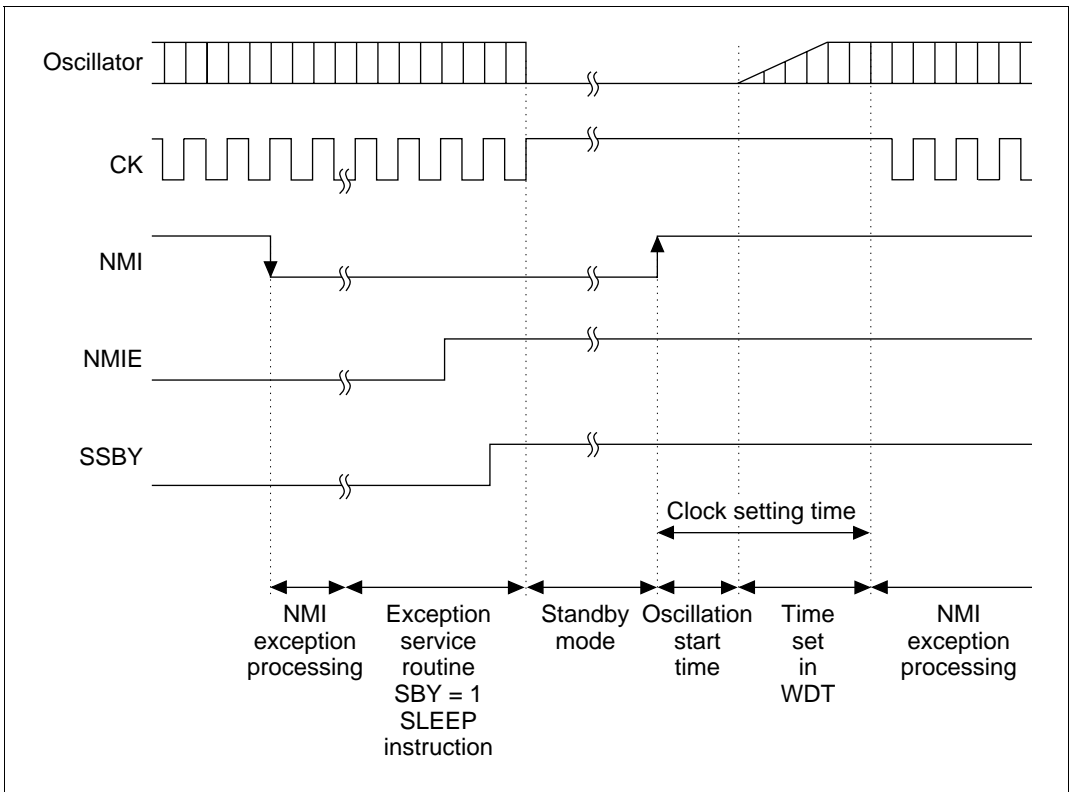 Oscillator
CK
NMI
NMIE
SSBY
Clock setting time
NMI
exception
processing
Exception
service
routine
SBY = 1
SLEEP
instruction
Standby
mode
Oscillation
start
time
Time
set
in
WDT
NMI
exception
processing